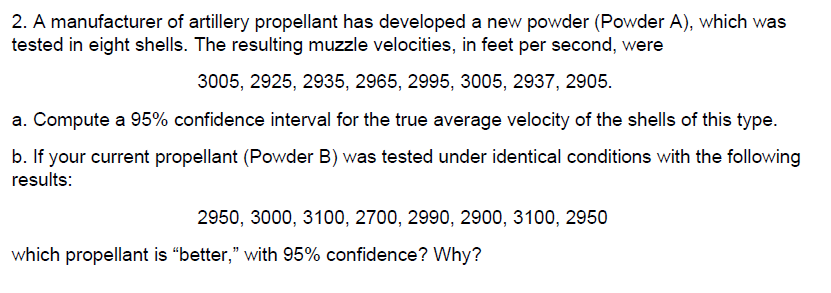 2. A manufacturer of artillery propellant has developed a new powder (Powder A), which was
tested in eight shells. The resulting muzzle velocities, in feet per second, were
3005, 2925, 2935, 2965, 2995, 3005, 2937, 2905.
a. Compute a 95% confidence interval for the true average velocity of the shells of this type.
b. If your current propellant (Powder B) was tested under identical conditions with the following
results:
2950, 3000, 3100, 2700, 2990, 2900, 3100, 2950
which propellant is “better,” with 95% confidence? Why?